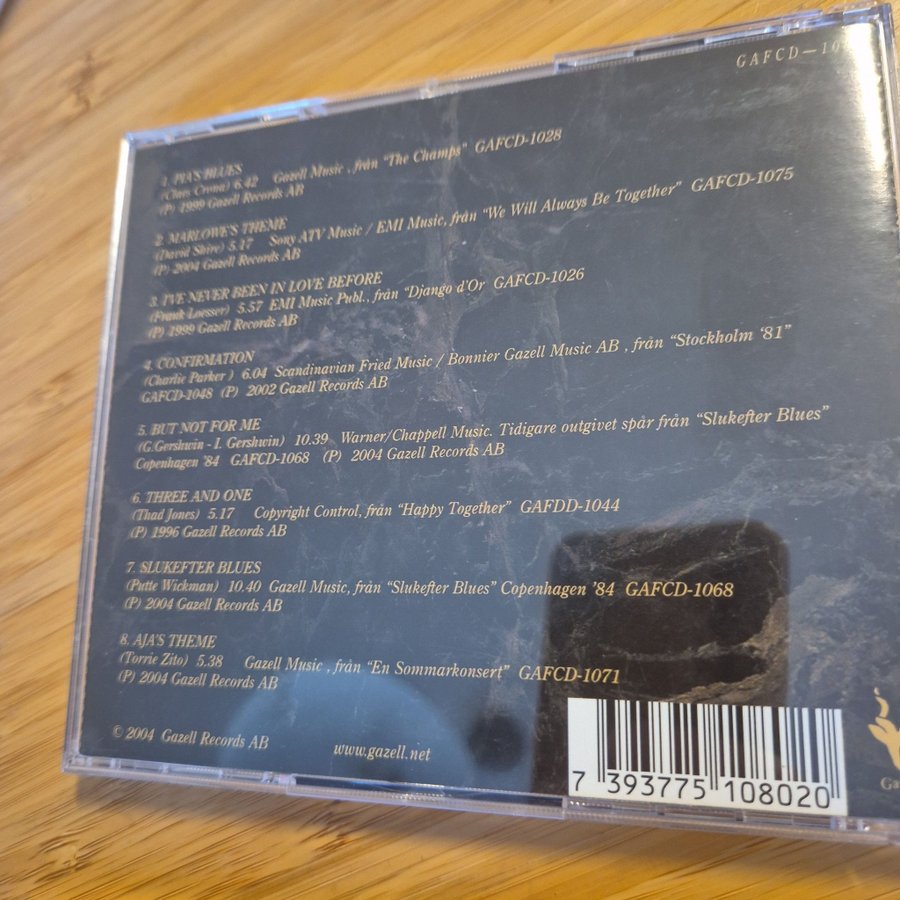 GAFCD—10
1. PIA'S BLUES
(Claes Crona) 6.42 Gazell Music , från "The Champs" GAFCD-1028
(P) 1999 Gazell Records AB
2. MARLOWE'S THEME
(David Shire) 5.17 Sony ATV Music / EMI Music, från "We Will Always Be Together" GAFCD-1075
(P) 2004 Gazell Records AB
3. I'VE NEVER BEEN IN LOVE BEFORE
(Frank Loesser) 5.57 EMI Music Publ., från "Django d'Or GAFCD-1026
(P) 1999 Gazell Records AB
4. CONFIRMATION
(Charlie Parker ) 6.04 Scandinavian Fried Music / Bonnier Gazell Music AB , från "Stockholm '81"
GAFCD-1048 (P) 2002 Gazell Records AB
5. BUT NOT FOR ME
(G.Gershwin - I. Gershwin) 10.39 Warner/Chappell Music. Tidigare outgivet spår från "Slukefter Blues"
Copenhagen '84 GAFCD-1068 (P) 2004 Gazell Records AB
6. THREE AND ONE
(Thad Jones) 5.17 Copyright Control, från "Happy Together" GAFDD-1044
(P) 1996 Gazell Records AB
7. SLUKEFTER BLUES
(Putte Wickman) 10.40 Gazell Music, från "Slukefter Blues" Copenhagen '84 GAFCD-1068
(P) 2004 Gazell Records AB
8. AJA'S THEME
(Torrie Zito) 5.38 Gazell Music , från "En Sommarkonsert" GAFCD-1071
(P) 2004 Gazell Records AB
© 2004 Gazell Records AB
www.gazell.net
7 393775 108020